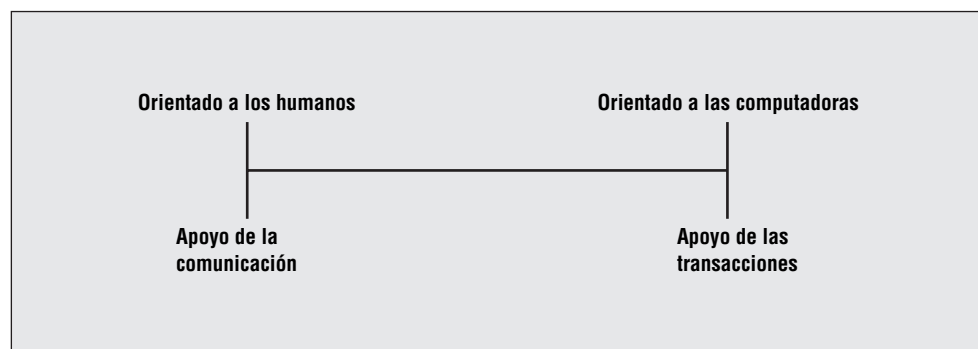 Orientado a los humanos
Orientado a las computadoras
Apoyo de la
comunicación
Apoyo de las
transacciones